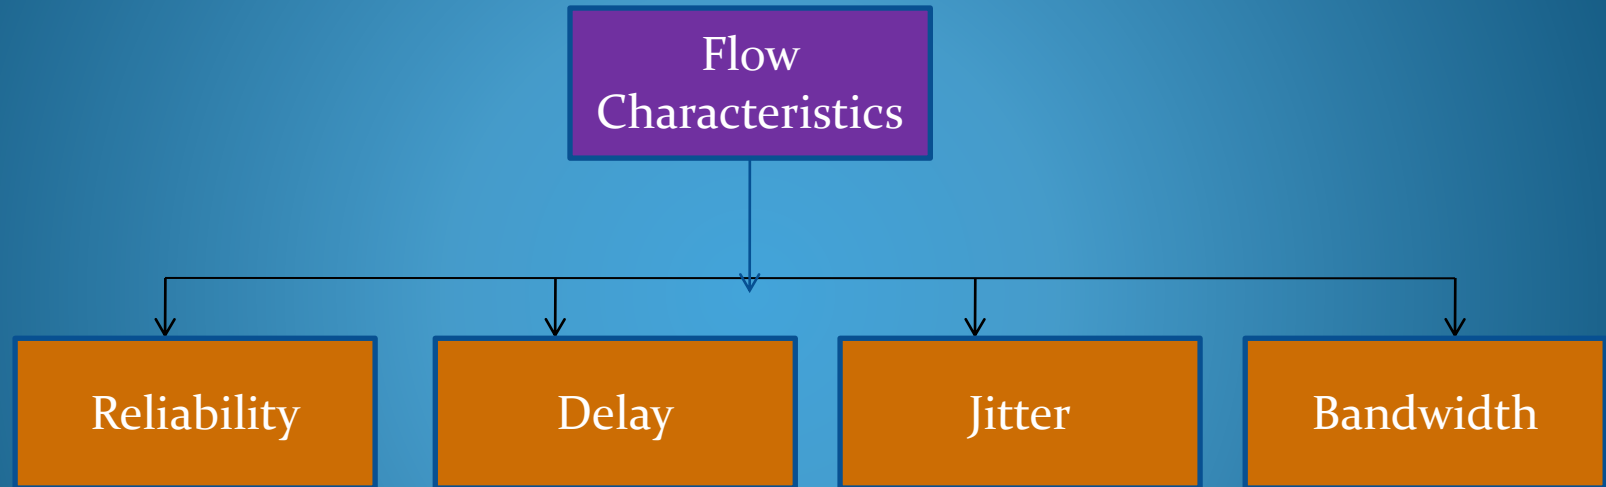 Flow
Characteristics
Reliability
Delay
Jitter
Bandwidth